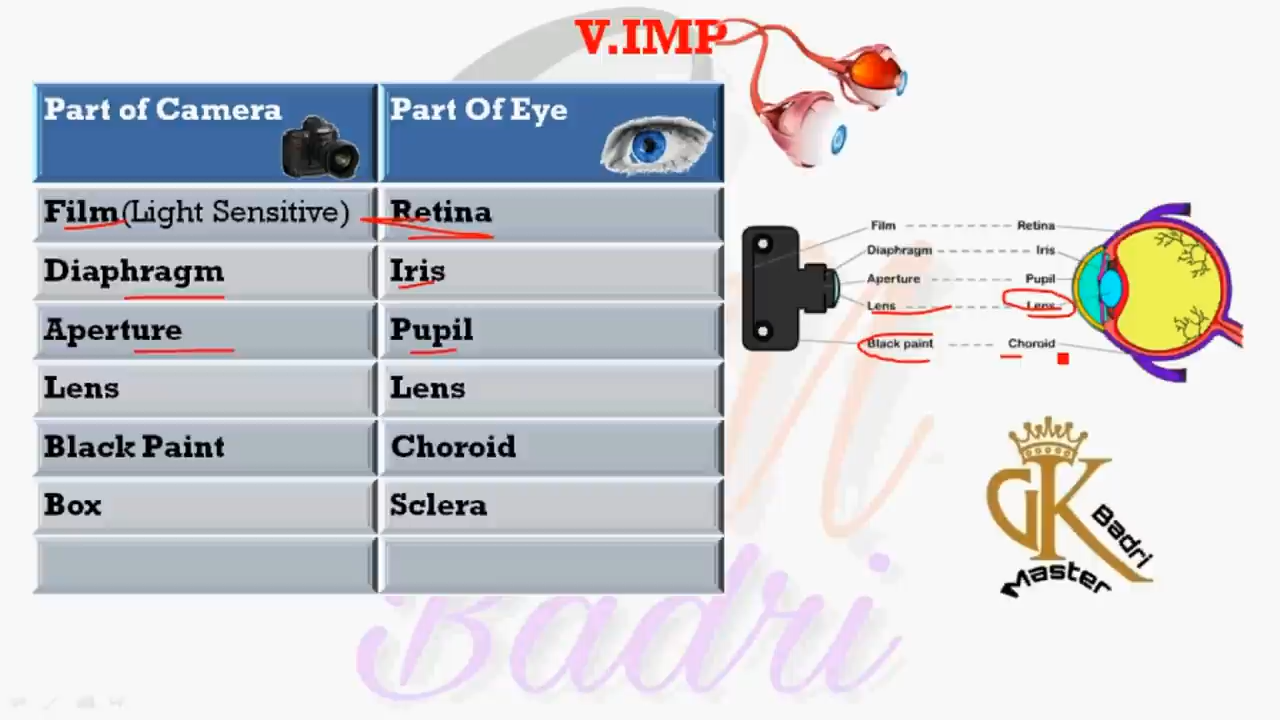 V.IMP
Part of Camera Part Of Eye
Film(Light Sensitive) Retina
Diaphragm Iris
Aperture Pupil
Lens Lens
Black Paint Choroid
Box Sclera
Film Retina
Diaphragm Iris
Aperture Pupil
Lens Lens
Black paint Choroid
GK
Badri
Master
Badri